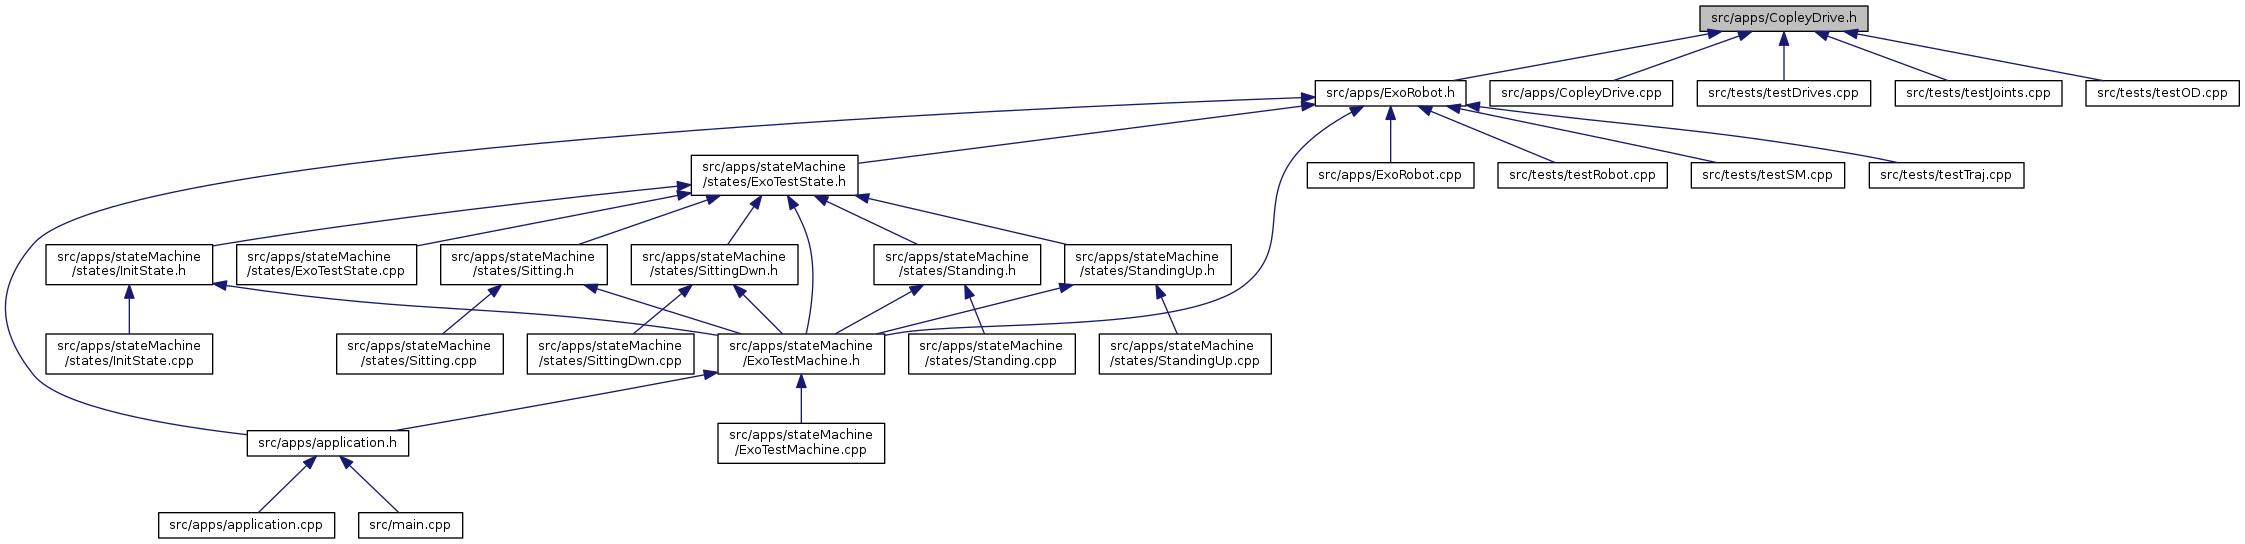 src/apps/CopleyDrive.h
src/apps/ExoRobot.h
src/apps/CopleyDrive.cpp
src/tests/testDrives.cpp
src/tests/testJoints.cpp
src/tests/testOD.cpp
src/apps/stateMachine
/states/ExoTestState.h
src/apps/ExoRobot.cpp
src/tests/testRobot.cpp
src/tests/testSM.cpp
src/tests/testTraj.cpp
src/apps/stateMachine
/states/InitState.h
src/apps/stateMachine
/states/ExoTestState.cpp
src/apps/stateMachine
/states/Sitting.h
src/apps/stateMachine
/states/SittingDwn.h
src/apps/stateMachine
/states/Standing.h
src/apps/stateMachine
/states/StandingUp.h
src/apps/stateMachine
/states/InitState.cpp
src/apps/stateMachine
/states/Sitting.cpp
src/apps/stateMachine
/states/SittingDwn.cpp
src/apps/stateMachine
/ExoTestMachine.h
src/apps/stateMachine
/states/Standing.cpp
src/apps/stateMachine
/states/StandingUp.cpp
src/apps/application.h
src/apps/stateMachine
/ExoTestMachine.cpp
src/apps/application.cpp
src/main.cpp